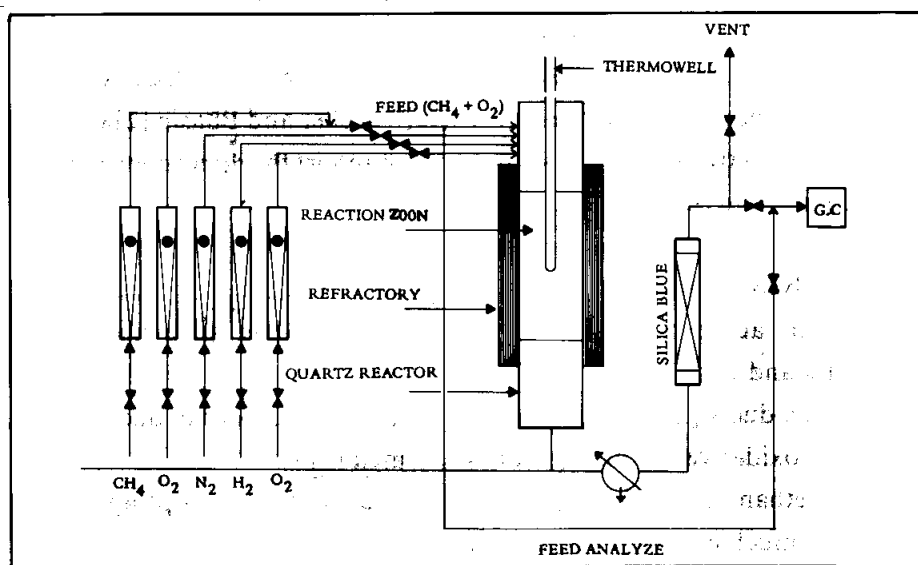 VENT
THERMOWELL
FEED (CH₄ + O₂)
REACTION ZOON
REFRACTORY
QUARTZ REACTOR
SILICA BLUE
G.C
CH₄ O₂ N₂ H₂ O₂
FEED ANALYZE